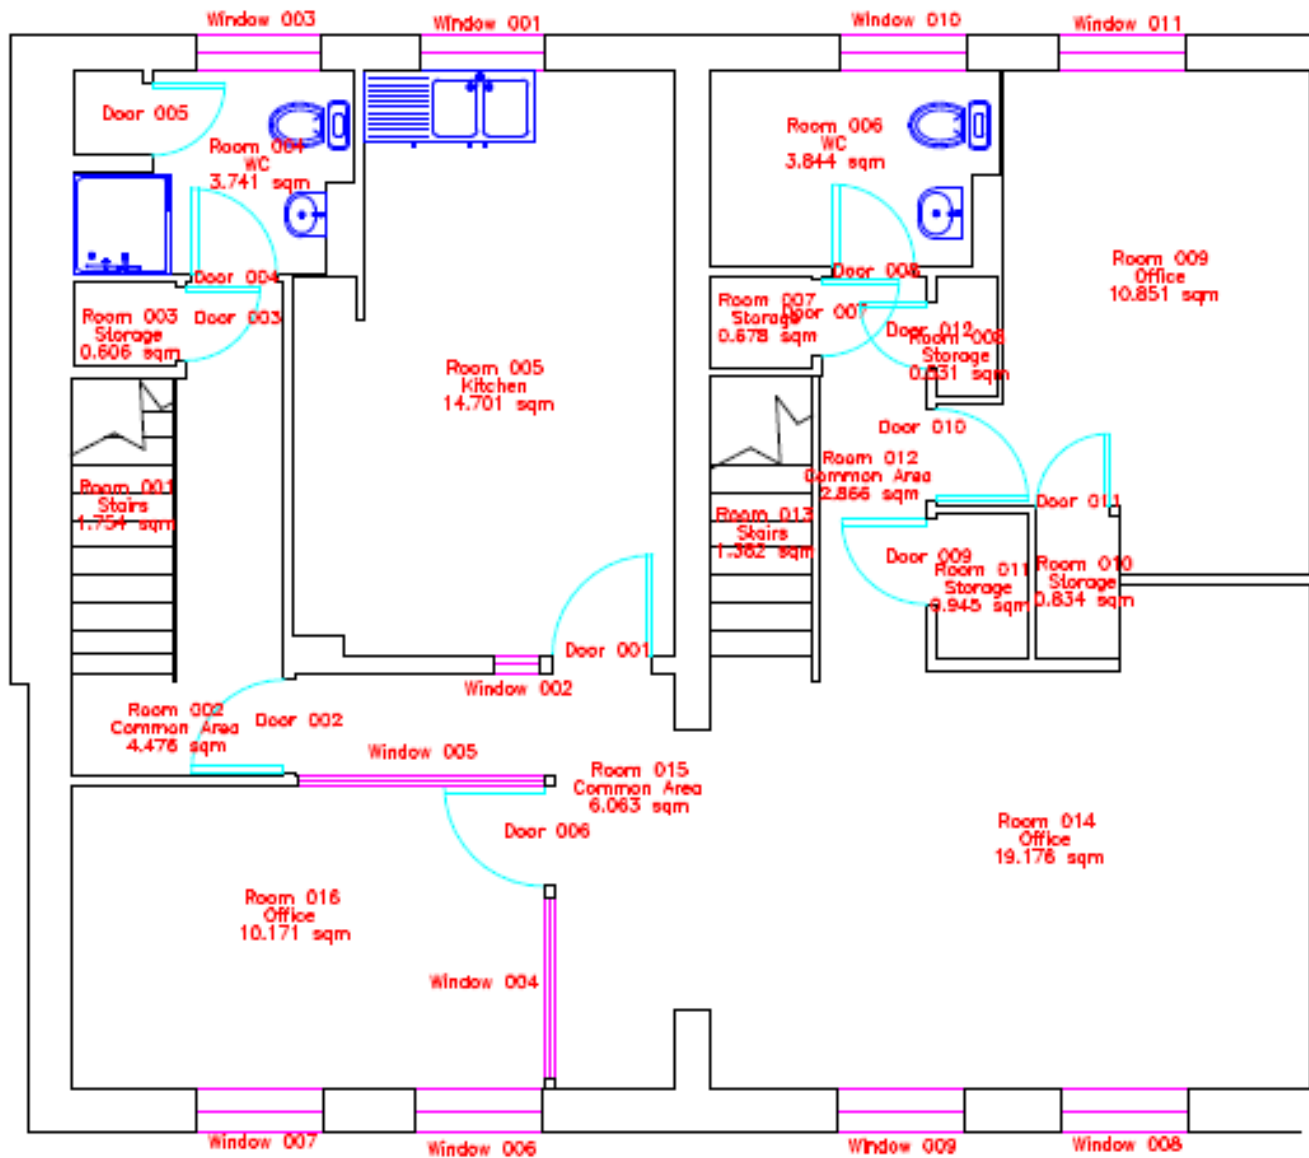 Window 003
Window 001
Window 010
Window 011
Door 005
Room 004
WC
3.741 sqm
Room 006
WC
3.844 sqm
Door 004
Door 008
Room 009
Office
10.851 sqm
Room 003
Storage
0.606 sqm
Door 003
Room 007
Storage
0.678 sqm
Door 007
Door 012
Room 008
Storage
Room 005
Kitchen
14.701 sqm
Door 010
Room 012
Common Area
2.866 sqm
Room 001
Stairs
1.754 sqm
Door 011
Room 013
Stairs
1.382 sqm
Door 009
Room 011
Storage
0.945 sqm
Room 010
Storage
0.834 sqm
Door 001
Window 002
Room 002
Common Area
4.476 sqm
Door 002
Window 005
Room 015
Common Area
6.063 sqm
Door 006
Room 014
Office
19.176 sqm
Room 016
Office
10.171 sqm
Window 004
Window 007
Window 006
Window 009
Window 008